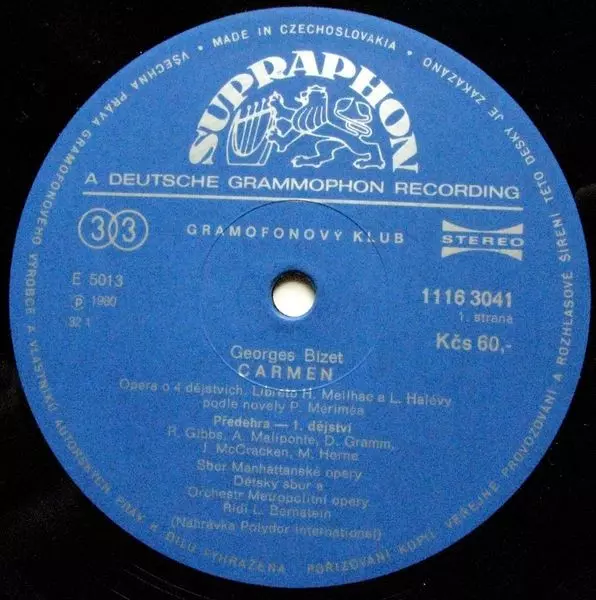 VŠECHNA PRÁVA GRAMOFONOVÉHO VÝROBCE A VLASTNÍKŮ AUTORSKÝCH PRÁV K DÍLU VYHRAŽENA.
POŘIZOVÁNÍ KOPIÍ, VEŘEJNÉ PROVOZOVÁNÍ A ROZHLASOVÉ ŠÍŘENÍ TÉTO DESKY JE ZAKÁZÁNO
• MADE IN CZECHOSLOVAKIA •
SUPRAPHON
A DEUTSCHE GRAMMOPHON RECORDING
33
GRAMOFONOVÝ KLUB
STEREO
E 5013
℗ 1980
82 1
1116 3041
1. strana
Kčs 60,-
Georges Bizet
CARMEN
Opera o 4 dějstvích. Libreto H. Meilhac a L. Halévy
podle novely P. Meriméa
Předehra — 1. dějství
R. Gibbs, A. Maliponte, D. Gramm,
J. McCracken, M. Horne
Sbor Manhattanské opery
Dětský sbor a
Orchestr Metropolitní opery
Řídí L. Bernstein
(Nahrávka Polydor International)